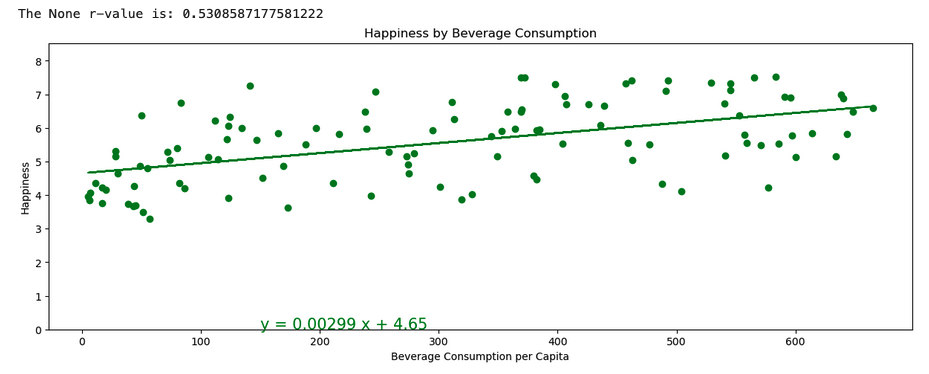 The None r-value is: 0.5308587177581222
Happiness by Beverage Consumption
8
7
6
5
4
3
2
1
0
Happiness
y = 0.00299 x + 4.65
0 100 200 300 400 500 600
Beverage Consumption per Capita